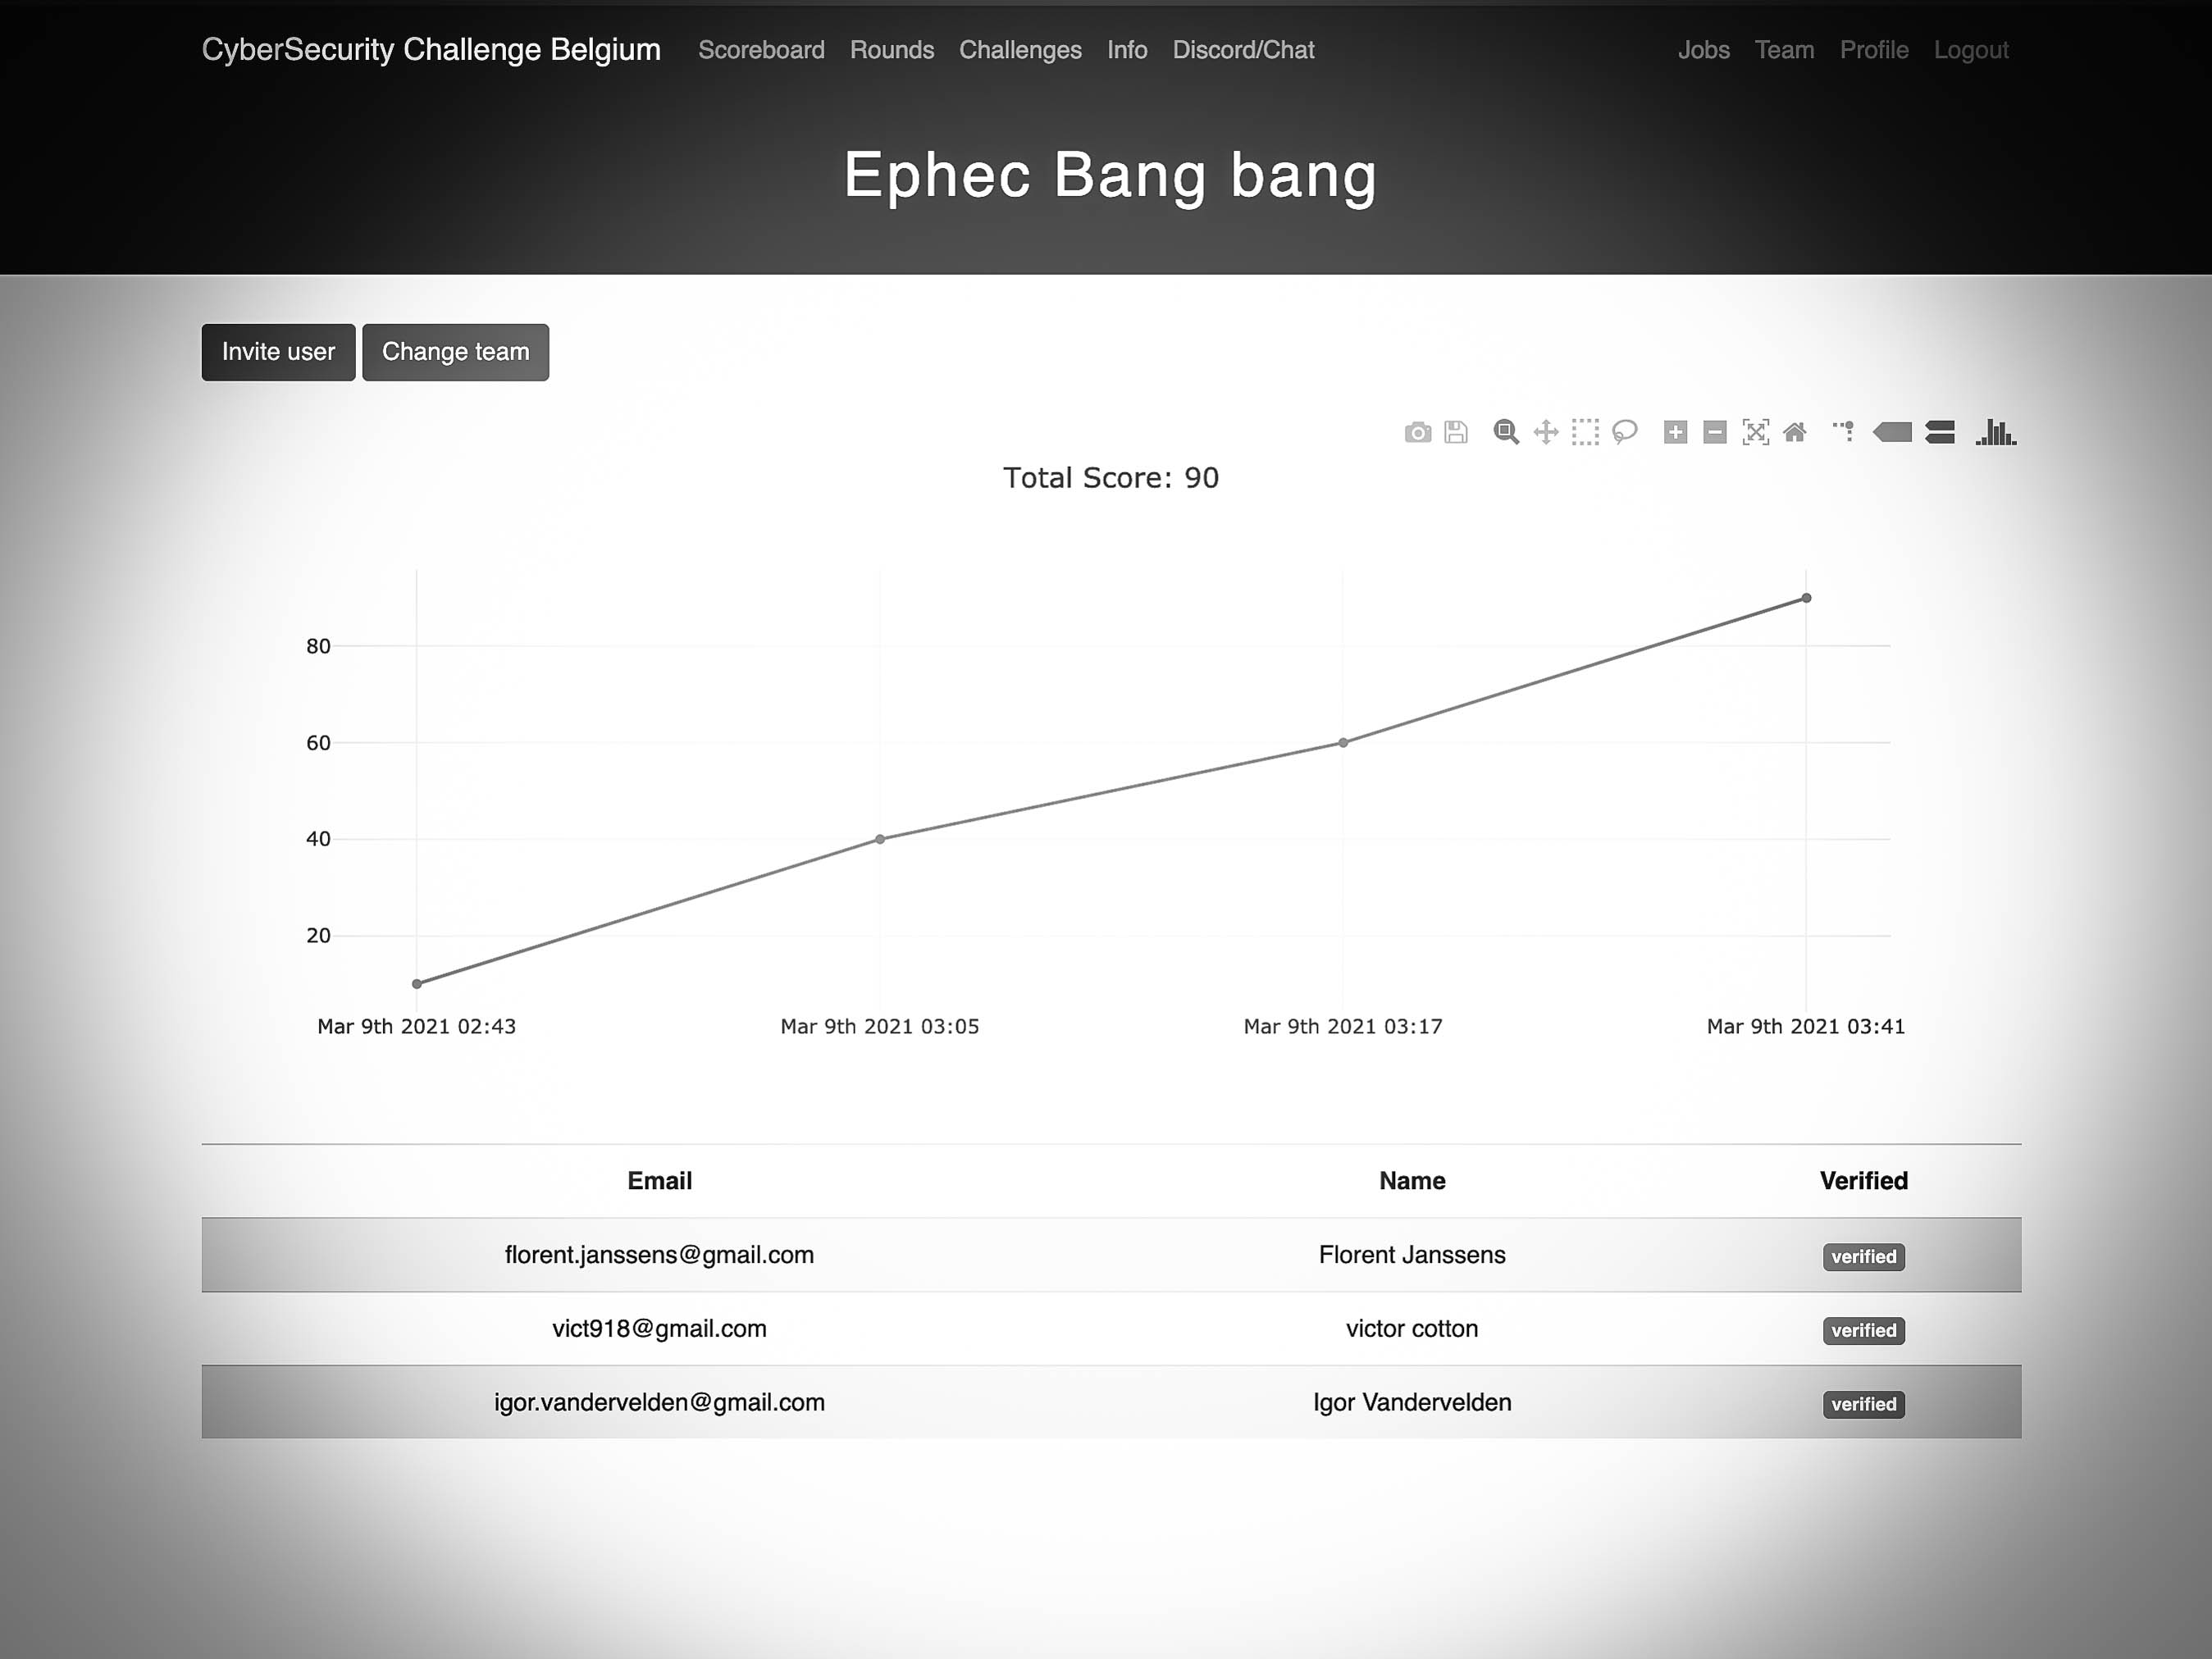 CyberSecurity Challenge Belgium Scoreboard Rounds Challenges Info Discord/Chat Jobs Team Profile Logout
Ephec Bang bang
Invite user Change team
Total Score: 90
80
60
40
20
Mar 9th 2021 02:43 Mar 9th 2021 03:05 Mar 9th 2021 03:17 Mar 9th 2021 03:41
Email Name Verified
florent.janssens@gmail.com Florent Janssens verified
vict918@gmail.com victor cotton verified
igor.vandervelden@gmail.com Igor Vandervelden verified